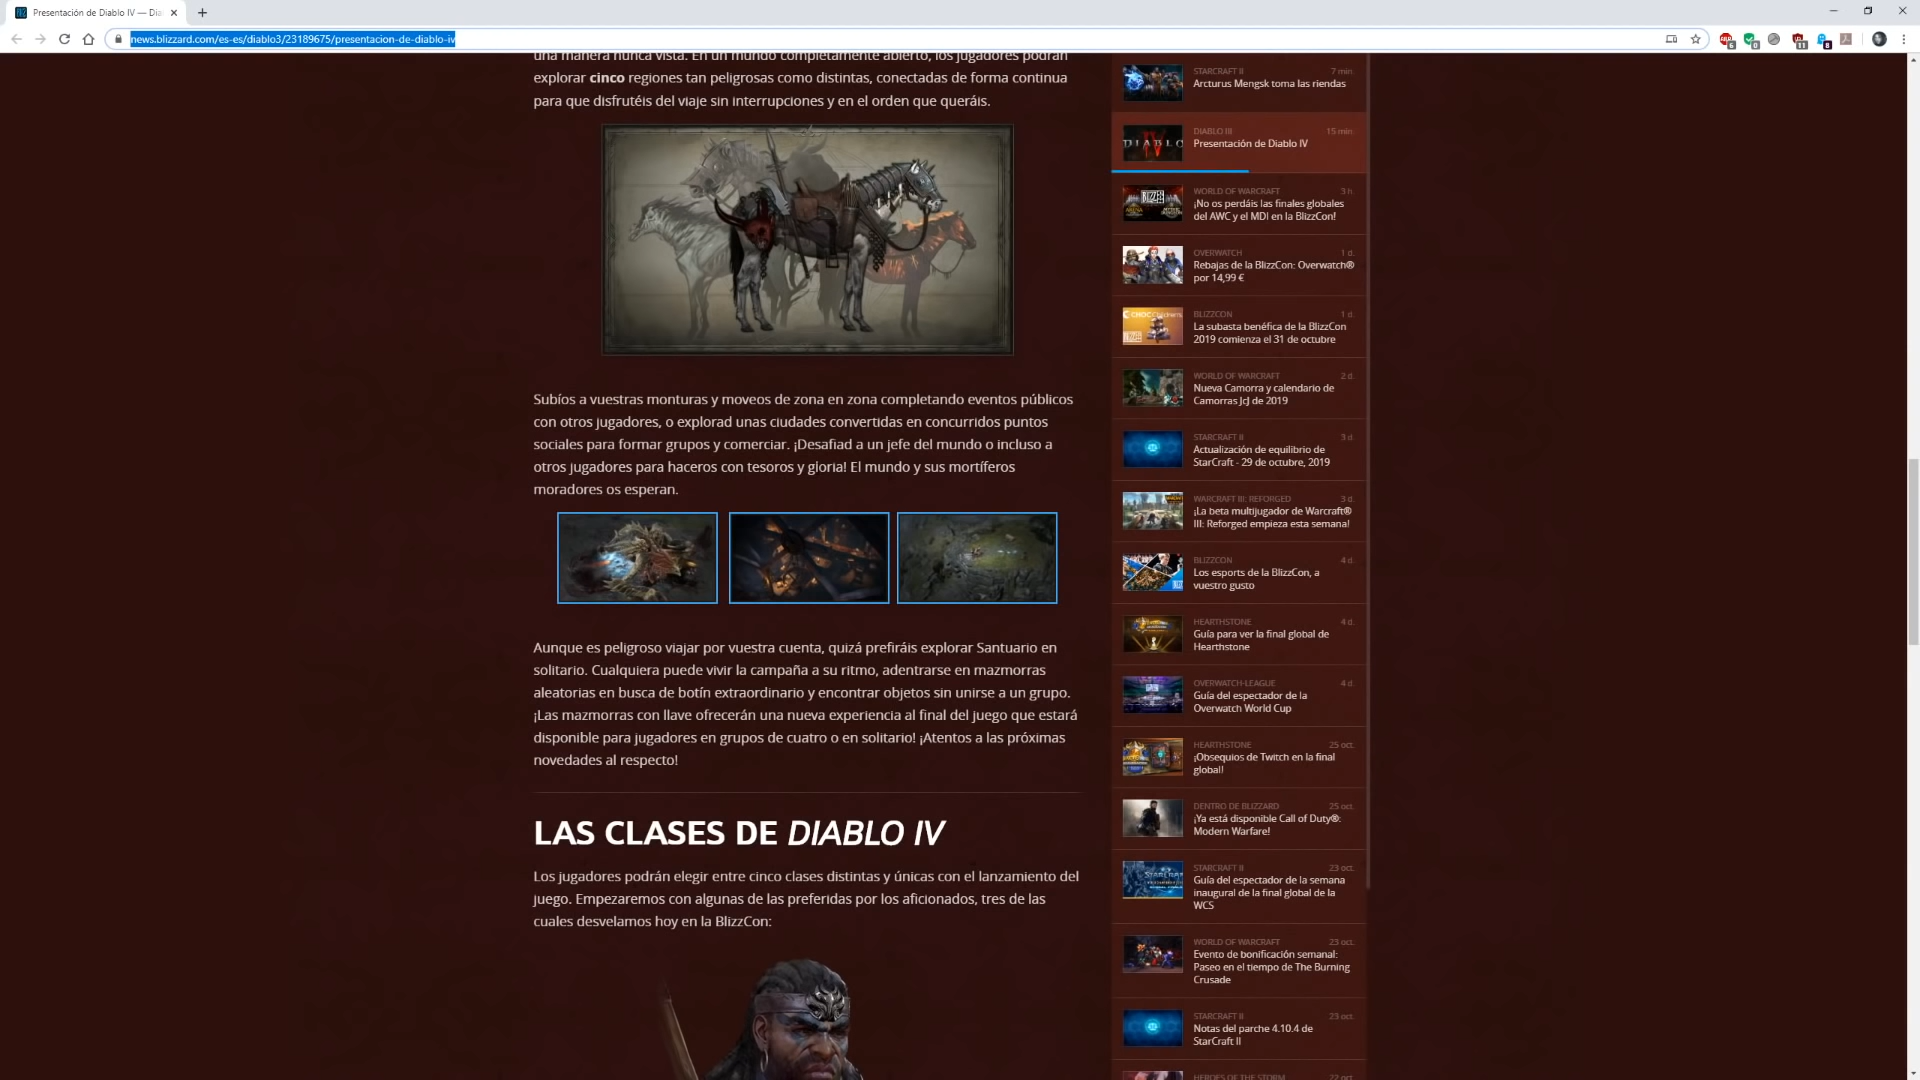 Presentación de Diablo IV — Dia
news.blizzard.com/es-es/diablo3/23189675/presentacion-de-diablo-iv
una manera nunca vista. En un mundo completamente abierto, los jugadores podrán
explorar cinco regiones tan peligrosas como distintas, conectadas de forma continua
para que disfrutéis del viaje sin interrupciones y en el orden que queráis.
Subíos a vuestras monturas y moveos de zona en zona completando eventos públicos
con otros jugadores, o explorad unas ciudades convertidas en concurridos puntos
sociales para formar grupos y comerciar. ¡Desafiad a un jefe del mundo o incluso a
otros jugadores para haceros con tesoros y gloria! El mundo y sus mortíferos
moradores os esperan.
Aunque es peligroso viajar por vuestra cuenta, quizá prefiráis explorar Santuario en
solitario. Cualquiera puede vivir la campaña a su ritmo, adentrarse en mazmorras
aleatorias en busca de botín extraordinario y encontrar objetos sin unirse a un grupo.
¡Las mazmorras con llave ofrecerán una nueva experiencia al final del juego que estará
disponible para jugadores en grupos de cuatro o en solitario! ¡Atentos a las próximas
novedades al respecto!
LAS CLASES DE DIABLO IV
Los jugadores podrán elegir entre cinco clases distintas y únicas con el lanzamiento del
juego. Empezaremos con algunas de las preferidas por los aficionados, tres de las
cuales desvelamos hoy en la BlizzCon:
STARCRAFT II 7 min.
Arcturus Mengsk toma las riendas
DIABLO
DIABLO III 15 min.
Presentación de Diablo IV
WORLD OF WARCRAFT 3 h.
¡No os perdáis las finales globales
del AWC y el MDI en la BlizzCon!
OVERWATCH 1 d.
Rebajas de la BlizzCon: Overwatch®
por 14,99 €
BLIZZCON 1 d.
La subasta benéfica de la BlizzCon
2019 comienza el 31 de octubre
WORLD OF WARCRAFT 2 d.
Nueva Camorra y calendario de
Camorras JcJ de 2019
STARCRAFT II 3 d.
Actualización de equilibrio de
StarCraft - 29 de octubre, 2019
WARCRAFT III: REFORGED 3 d.
¡La beta multijugador de Warcraft®
III: Reforged empieza esta semana!
BLIZZCON 4 d.
Los esports de la BlizzCon, a
vuestro gusto
HEARTHSTONE 4 d.
Guía para ver la final global de
Hearthstone
OVERWATCH-LEAGUE 4 d.
Guía del espectador de la
Overwatch World Cup
HEARTHSTONE 25 oct.
¡Obsequios de Twitch en la final
global!
DENTRO DE BLIZZARD 25 oct.
¡Ya está disponible Call of Duty®:
Modern Warfare!
STARCRAFT II 23 oct.
Guía del espectador de la semana
inaugural de la final global de la
WCS
WORLD OF WARCRAFT 23 oct.
Evento de bonificación semanal:
Paseo en el tiempo de The Burning
Crusade
STARCRAFT II 23 oct.
Notas del parche 4.10.4 de
StarCraft II
HEROES OF THE STORM 22 oct.